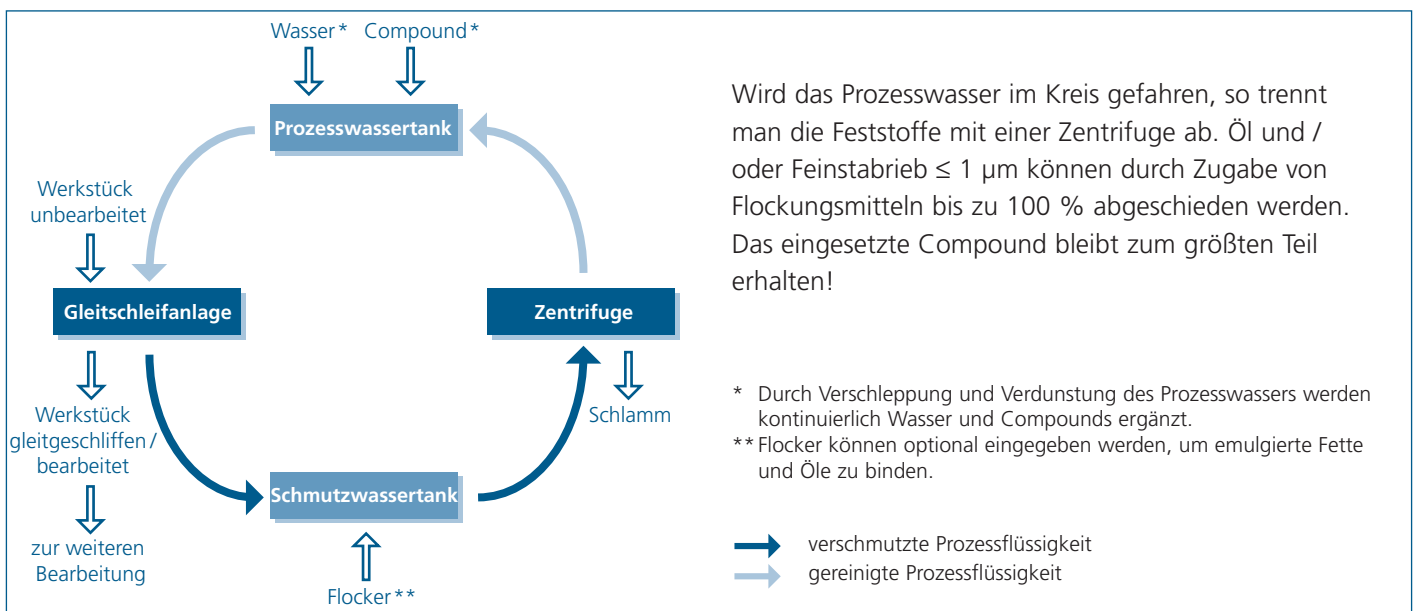 Wasser* Compound*
Prozesswassertank
Werkstück
unbearbeitet
Gleitschleifanlage
Zentrifuge
Werkstück
gleitgeschliffen/
bearbeitet
Schlamm
Schmutzwassertank
zur weiteren
Bearbeitung
Flocker**
Wird das Prozesswasser im Kreis gefahren, so trennt
man die Feststoffe mit einer Zentrifuge ab. Öl und /
oder Feinstabrieb ≤ 1 µm können durch Zugabe von
Flockungsmitteln bis zu 100 % abgeschieden werden.
Das eingesetzte Compound bleibt zum größten Teil
erhalten!
* Durch Verschleppung und Verdunstung des Prozesswassers werden
kontinuierlich Wasser und Compounds ergänzt.
** Flocker können optional eingegeben werden, um emulgierte Fette
und Öle zu binden.
verschmutzte Prozessflüssigkeit
gereinigte Prozessflüssigkeit